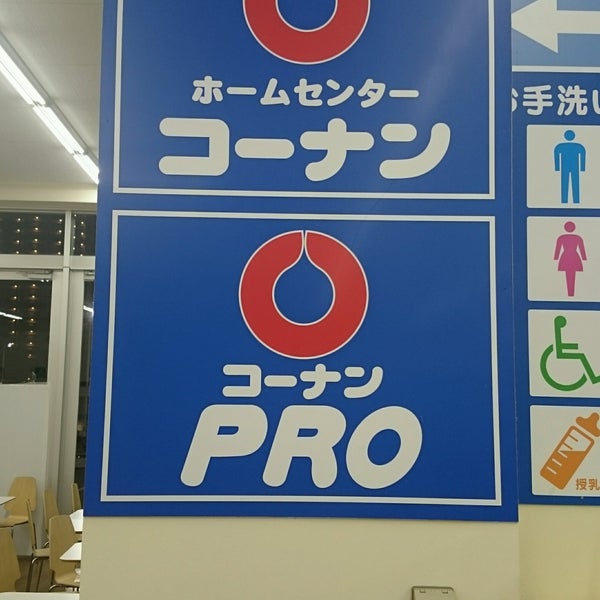 ホームセンター
コーナン
コーナン
PRO
お手洗い
授乳